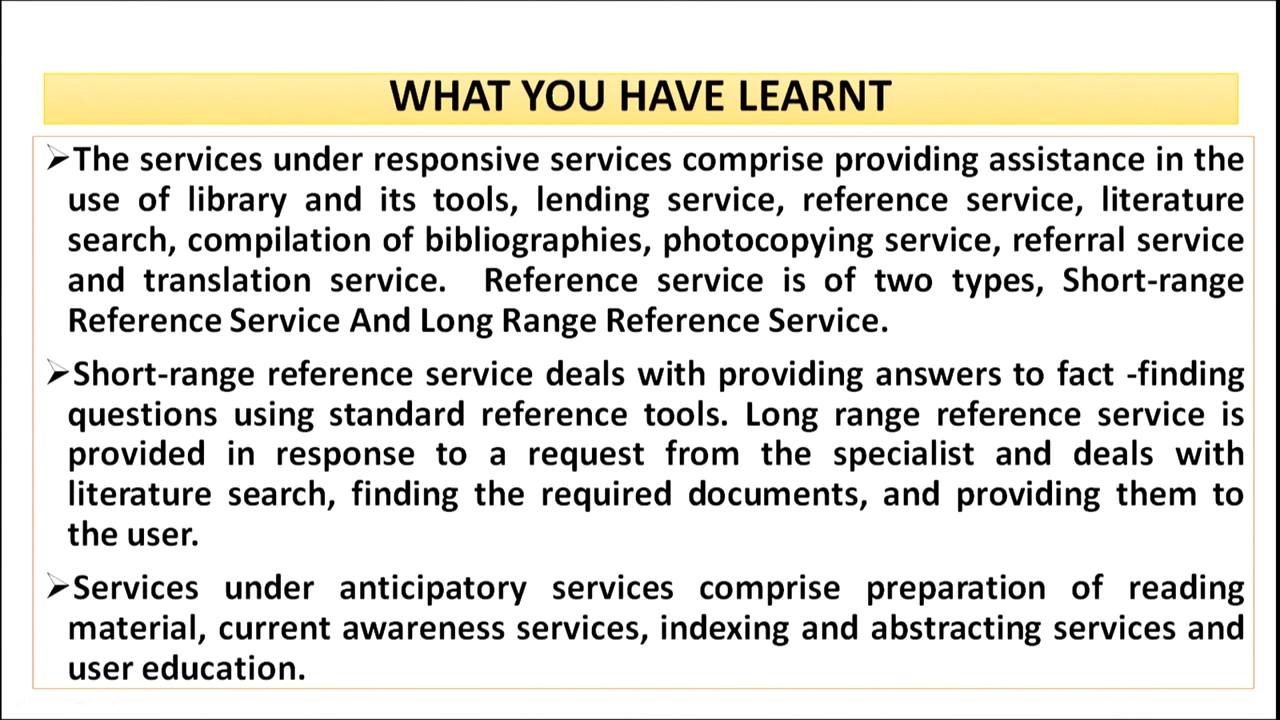 WHAT YOU HAVE LEARNT
➢The services under responsive services comprise providing assistance in the
use of library and its tools, lending service, reference service, literature
search, compilation of bibliographies, photocopying service, referral service
and translation service. Reference service is of two types, Short-range
Reference Service And Long Range Reference Service.
➢Short-range reference service deals with providing answers to fact -finding
questions using standard reference tools. Long range reference service is
provided in response to a request from the specialist and deals with
literature search, finding the required documents, and providing them to
the user.
➢Services under anticipatory services comprise preparation of reading
material, current awareness services, indexing and abstracting services and
user education.